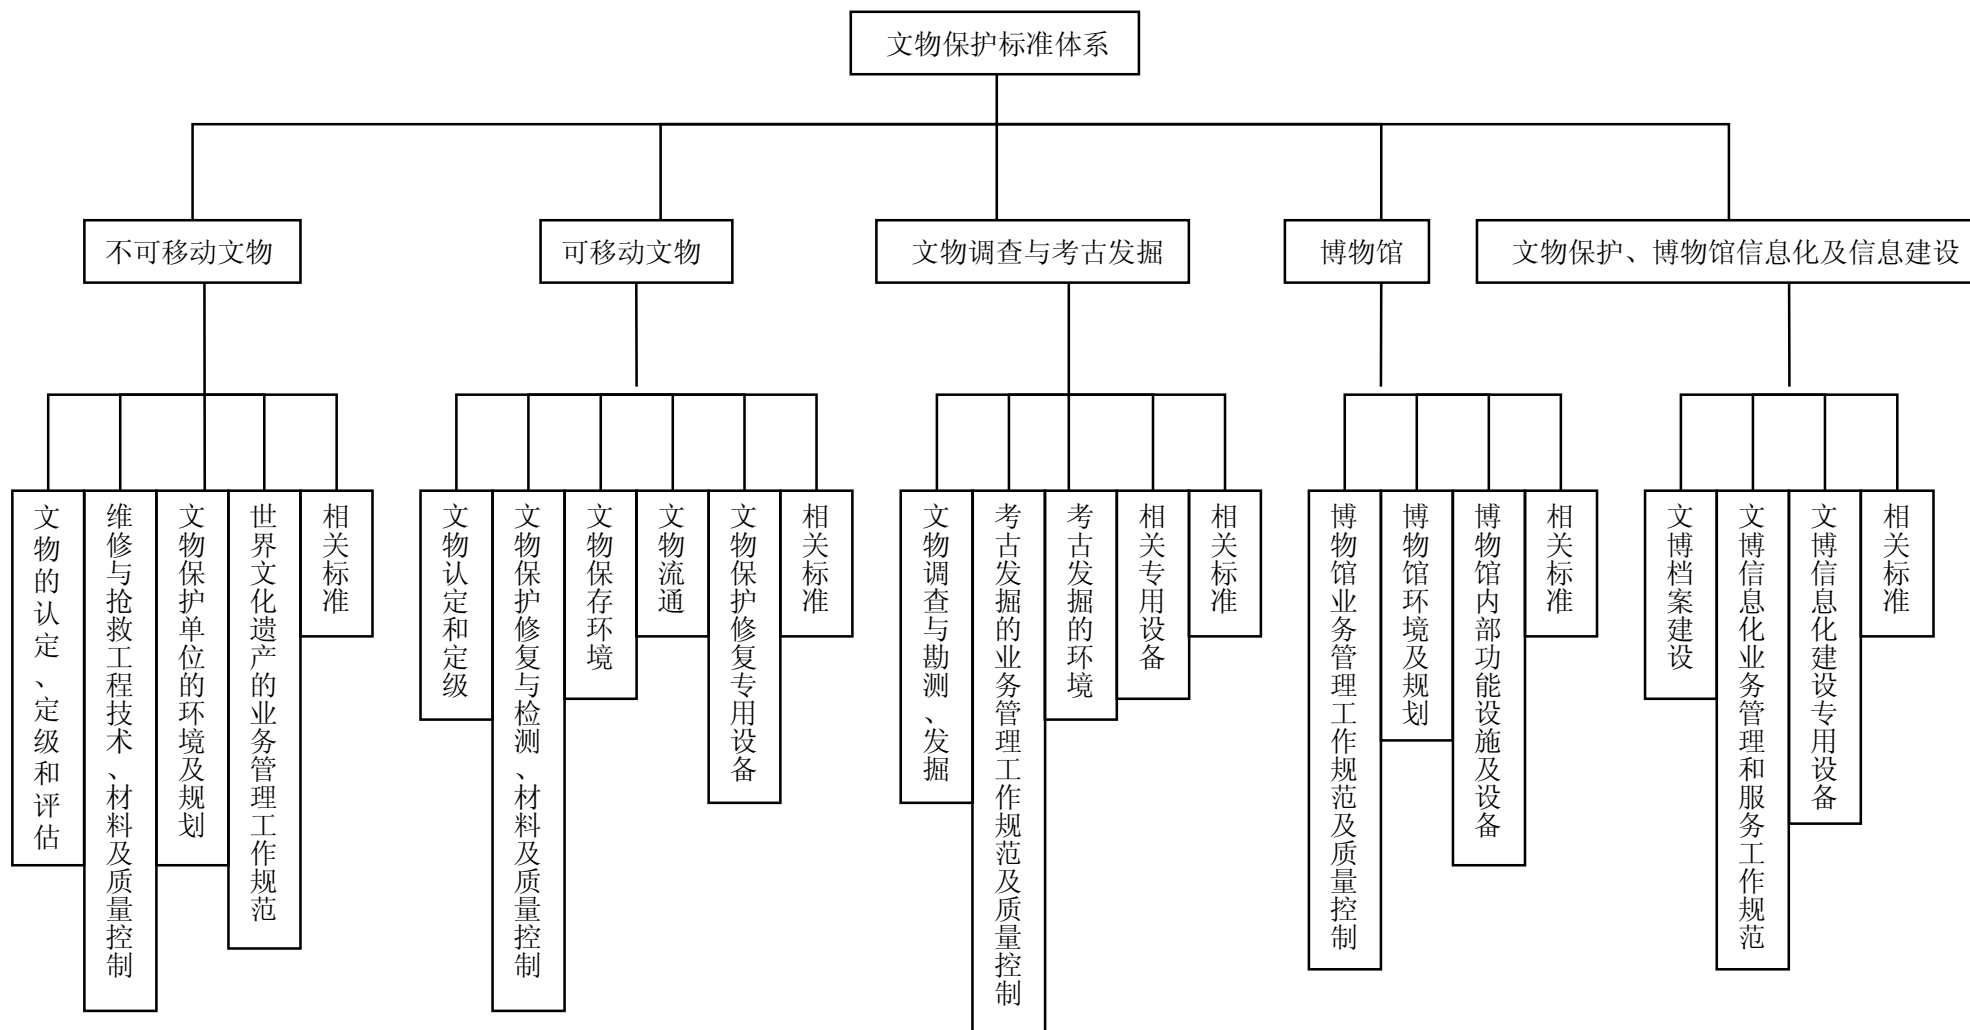 文物保护标准体系
不可移动文物
可移动文物
文物调查与考古发掘
博物馆
文物保护、博物馆信息化及信息建设
文物的认定、定级和评估
维修与抢救工程技术、材料及质量控制
文物保护单位的环境及规划
世界文化遗产的业务管理工作规范
相关标准
文物认定和定级
文物保护修复与检测、材料及质量控制
文物保存环境
文物流通
文物保护修复专用设备
相关标准
文物调查与勘测、发掘
考古发掘的业务管理工作规范及质量控制
考古发掘的环境
相关专用设备
相关标准
博物馆业务管理工作规范及质量控制
博物馆环境及规划
博物馆内部功能设施及设备
相关标准
文博档案建设
文博信息化业务管理和服务工作规范
文博信息化建设专用设备
相关标准